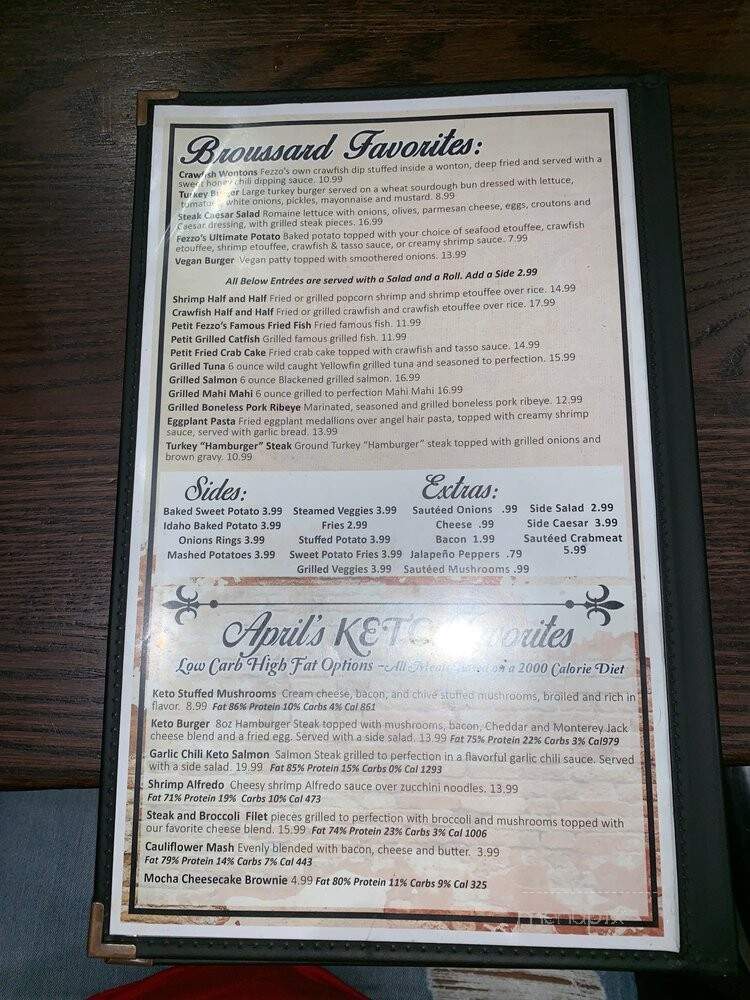 Broussard Favorites:
Crawfish Wontons Fezzo's own crawfish dip stuffed inside a wonton, deep fried and served with a
sweet honey chili dipping sauce. 10.99
Turkey Burger Large turkey burger served on a wheat sourdough bun dressed with lettuce,
tomatoes, white onions, pickles, mayonnaise and mustard. 8.99
Steak Caesar Salad Romaine lettuce with onions, olives, parmesan cheese, eggs, croutons and
Caesar dressing, with grilled steak pieces. 16.99
Fezzo's Ultimate Potato Baked potato topped with your choice of seafood etouffee, crawfish
etouffee, shrimp etouffee, crawfish & tasso sauce, or creamy shrimp sauce. 7.99
Vegan Burger Vegan patty topped with smoothered onions. 13.99
All Below Entrées are served with a Salad and a Roll. Add a Side 2.99
Shrimp Half and Half Fried or grilled popcorn shrimp and shrimp etouffee over rice. 14.99
Crawfish Half and Half Fried or grilled crawfish and crawfish etouffee over rice. 17.99
Petit Fezzo's Famous Fried Fish Fried famous fish. 11.99
Petit Grilled Catfish Grilled famous grilled fish. 11.99
Petit Fried Crab Cake Fried crab cake topped with crawfish and tasso sauce. 14.99
Grilled Tuna 6 ounce wild caught Yellowfin grilled tuna and seasoned to perfection. 15.99
Grilled Salmon 6 ounce Blackened grilled salmon. 16.99
Grilled Mahi Mahi 6 ounce grilled to perfection Mahi Mahi 16.99
Grilled Boneless Pork Ribeye Marinated, seasoned and grilled boneless pork ribeye. 12.99
Eggplant Pasta Fried eggplant medallions over angel hair pasta, topped with creamy shrimp
sauce, served with garlic bread. 13.99
Turkey "Hamburger" Steak Ground Turkey "Hamburger" steak topped with grilled onions and
brown gravy. 10.99
Sides:
Baked Sweet Potato 3.99
Idaho Baked Potato 3.99
Onions Rings 3.99
Mashed Potatoes 3.99
Steamed Veggies 3.99
Fries 2.99
Stuffed Potato 3.99
Sweet Potato Fries 3.99
Grilled Veggies 3.99
Extras:
Sautéed Onions .99
Cheese .99
Bacon 1.99
Jalapeño Peppers .79
Sautéed Mushrooms .99
Side Salad 2.99
Side Caesar 3.99
Sautéed Crabmeat
5.99
April's KETO Favorites
Low Carb High Fat Options ~All Meals Based on a 2000 Calorie Diet
Keto Stuffed Mushrooms Cream cheese, bacon, and chive stuffed mushrooms, broiled and rich in
flavor. 8.99 Fat 86% Protein 10% Carbs 4% Cal 861
Keto Burger 8oz Hamburger Steak topped with mushrooms, bacon, Cheddar and Monterey Jack
cheese blend and a fried egg. Served with a side salad. 13.99 Fat 75% Protein 22% Carbs 3% Cal979
Garlic Chili Keto Salmon Salmon Steak grilled to perfection in a flavorful garlic chili sauce. Served
with a side salad. 19.99 Fat 85% Protein 15% Carbs 0% Cal 1293
Shrimp Alfredo Cheesy shrimp Alfredo sauce over zucchini noodles. 13.99
Fat 71% Protein 19% Carbs 10% Cal 473
Steak and Broccoli Filet pieces grilled to perfection with broccoli and mushrooms topped with
our favorite cheese blend. 15.99 Fat 74% Protein 23% Carbs 3% Cal 1006
Cauliflower Mash Evenly blended with bacon, cheese and butter. 3.99
Fat 79% Protein 14% Carbs 7% Cal 443
Mocha Cheesecake Brownie 4.99 Fat 80% Protein 11% Carbs 9% Cal 325
menupix